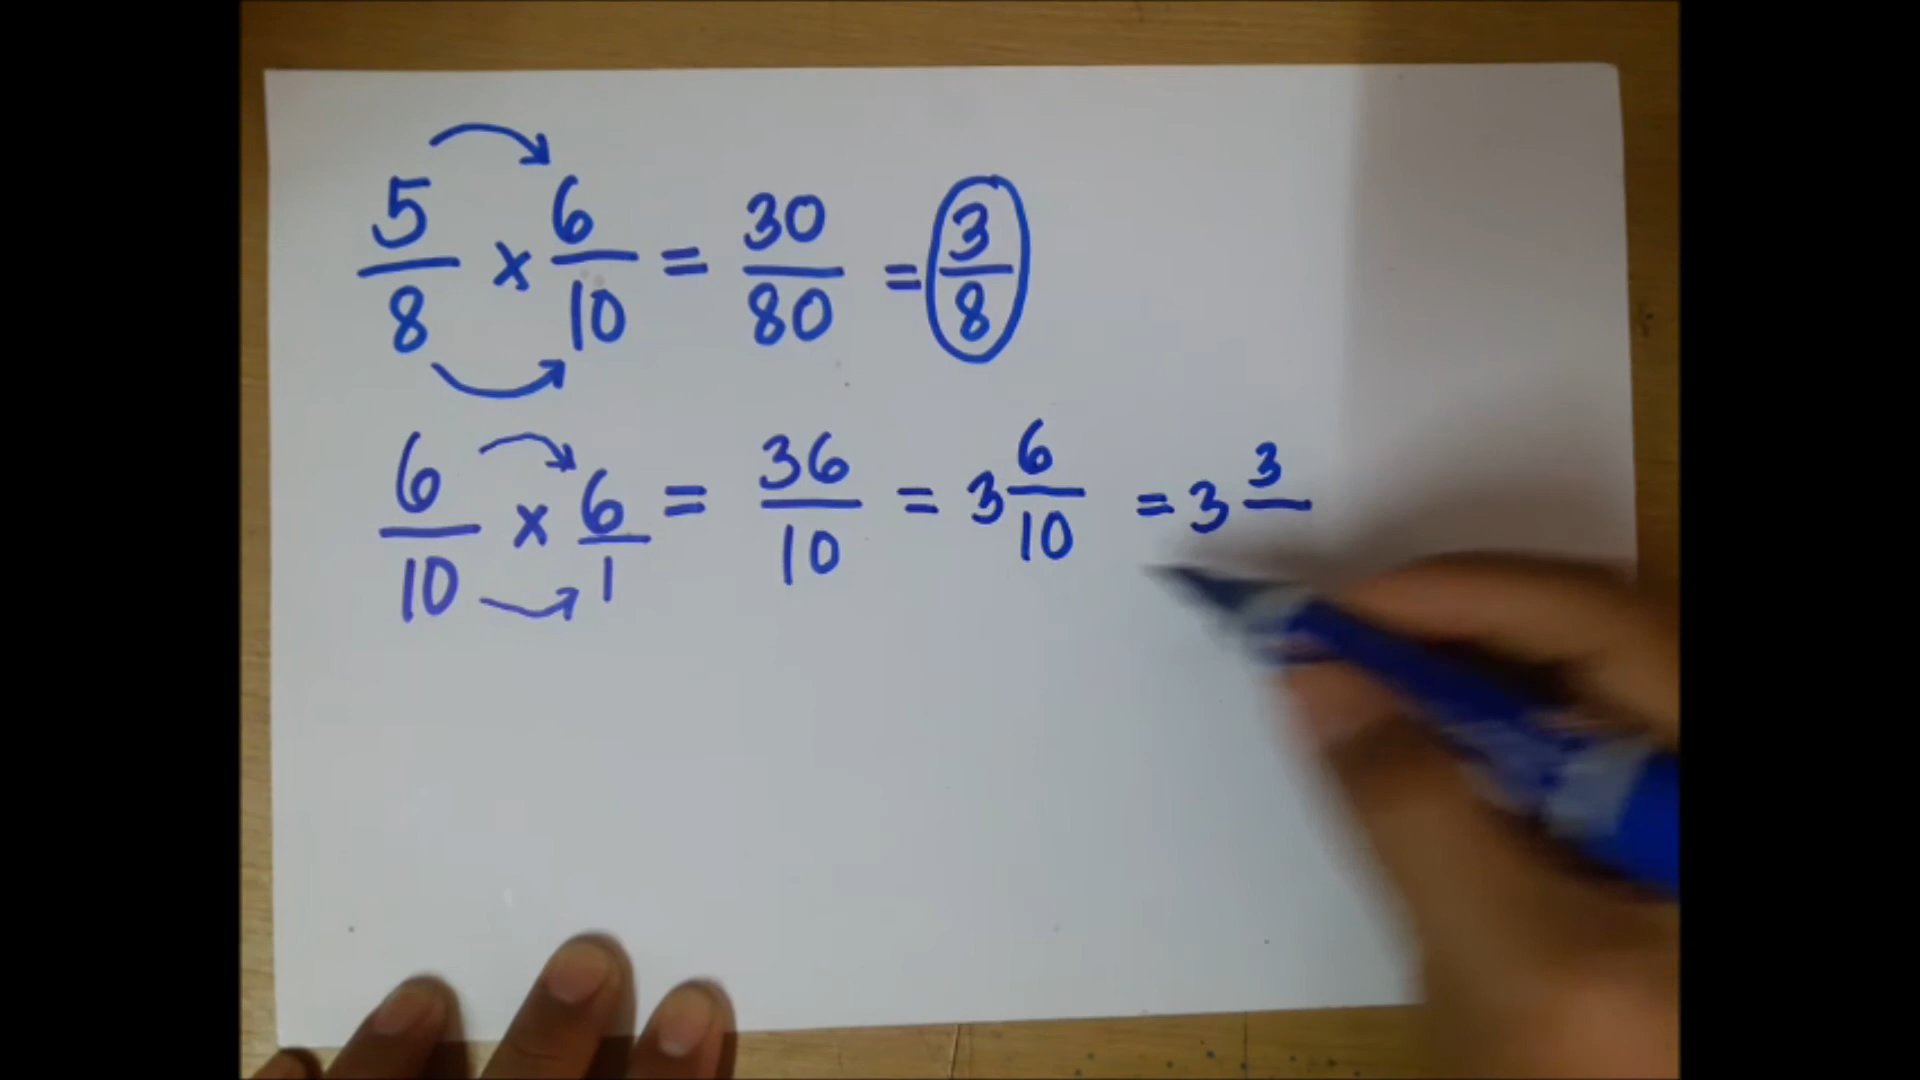 5/8 x 6/10 = 30/80 = 3/8
6/10 x 6/1 = 36/10 = 3 6/10 = 3 3/